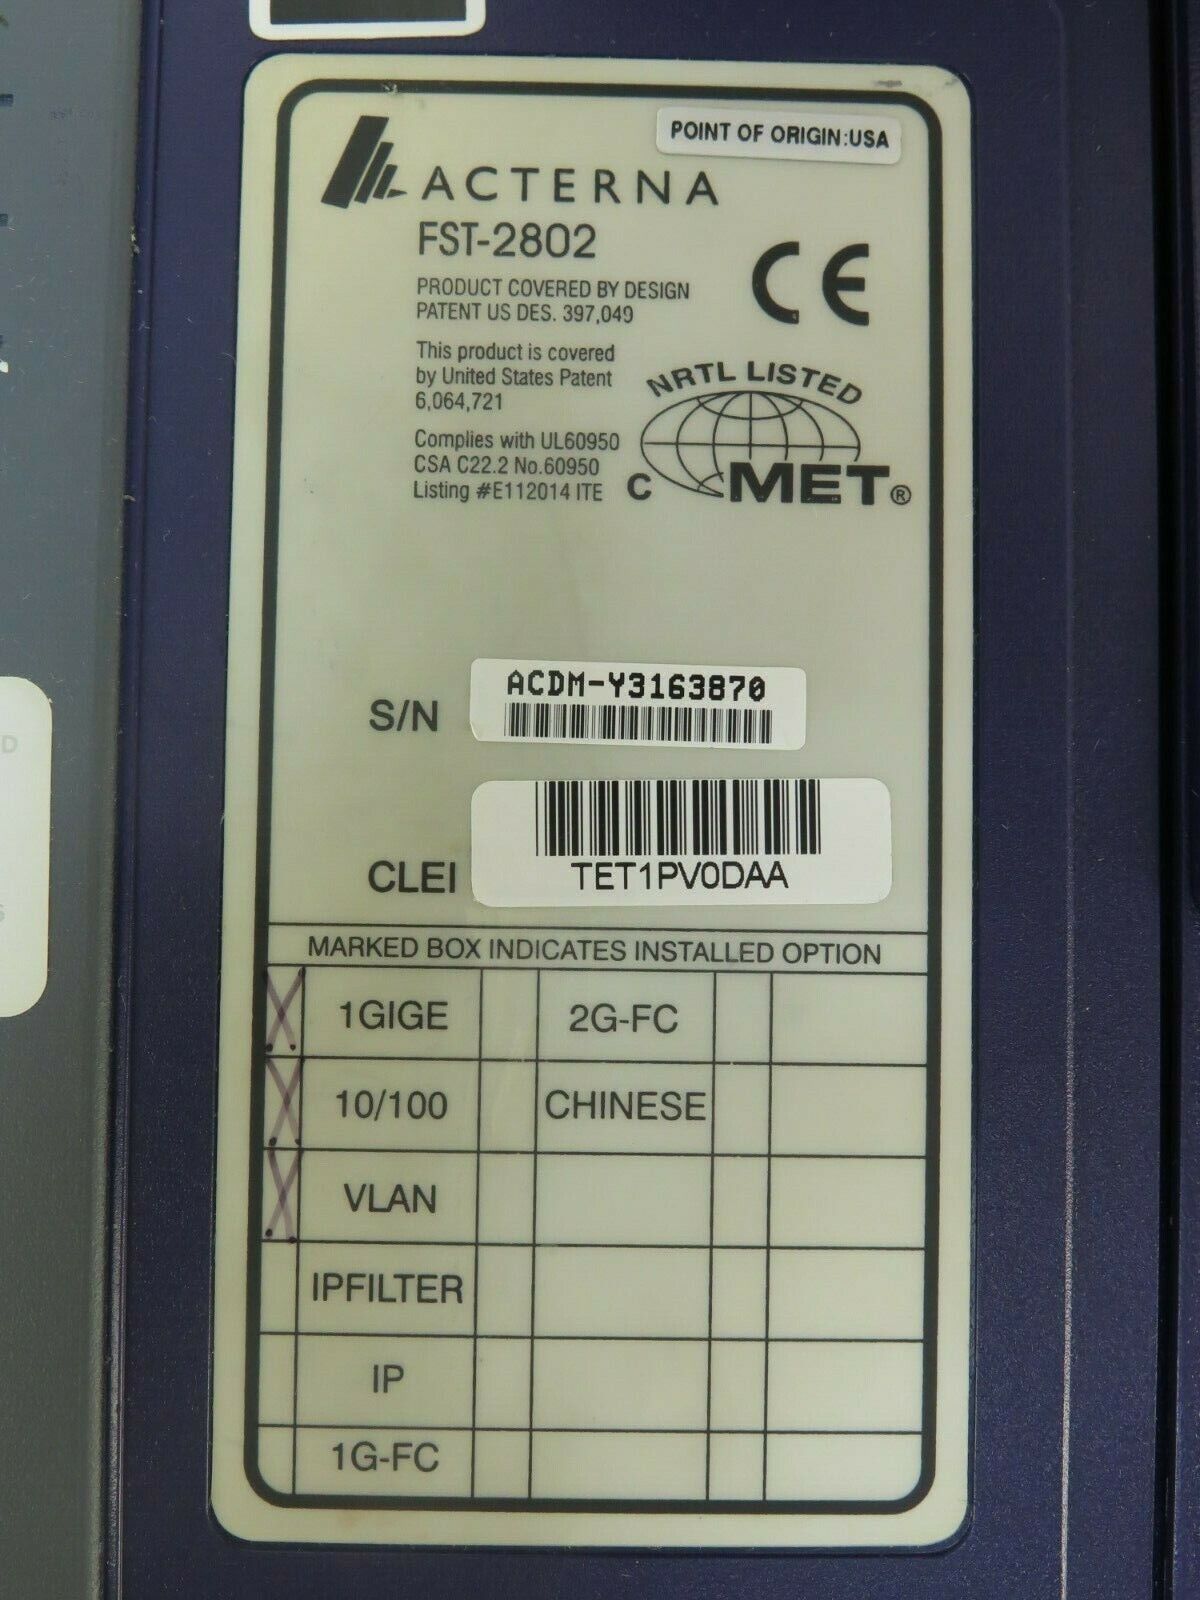 POINT OF ORIGIN:USA
ACTERNA
FST-2802
PRODUCT COVERED BY DESIGN
PATENT US DES. 397,049
This product is covered
by United States Patent
6,064,721
Complies with UL60950
CSA C22.2 No.60950
Listing #E112014 ITE
CE
NRTL LISTED
C MET®
S/N
ACDM-Y3163870
CLEI
TET1PV0DAA
MARKED BOX INDICATES INSTALLED OPTION
X 1GIGE 2G-FC
X 10/100 CHINESE
X VLAN
IPFILTER
IP
1G-FC
D
S